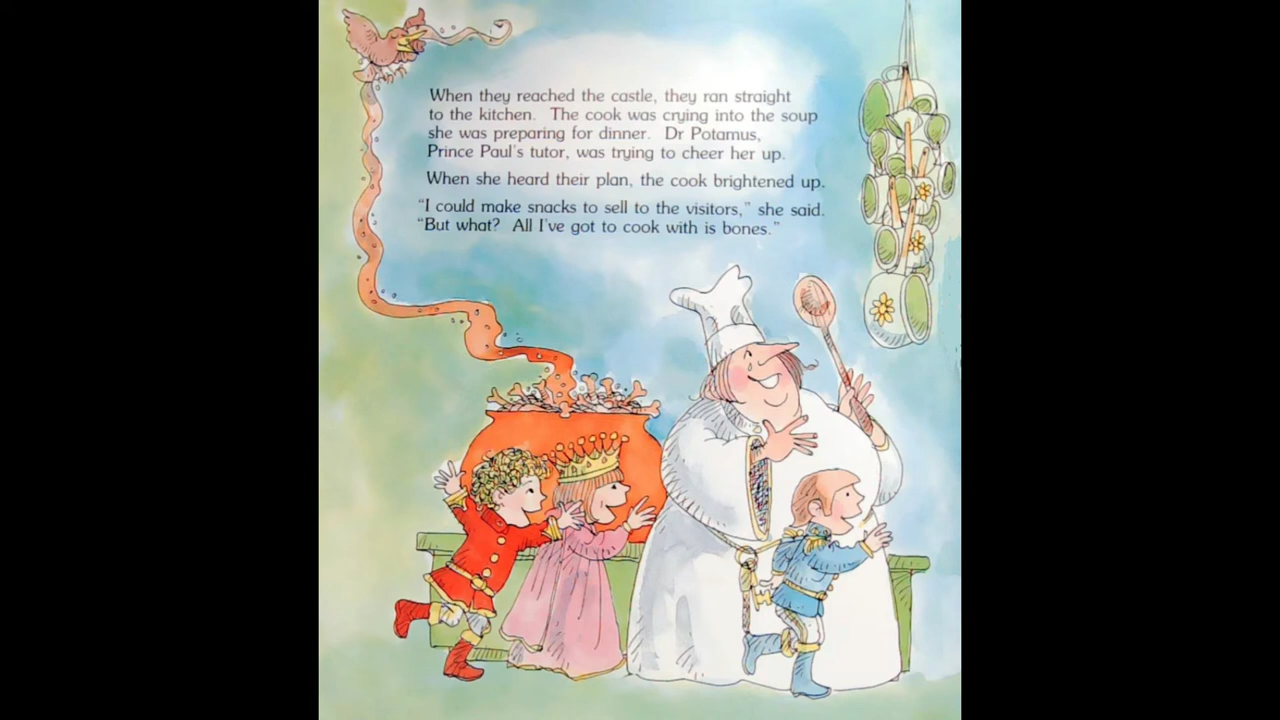 When they reached the castle, they ran straight
to the kitchen. The cook was crying into the soup
she was preparing for dinner. Dr Potamus,
Prince Paul's tutor, was trying to cheer her up.
When she heard their plan, the cook brightened up.
"I could make snacks to sell to the visitors," she said.
"But what? All I've got to cook with is bones."